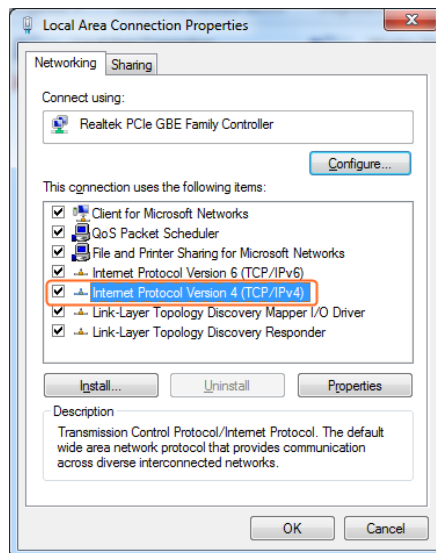 Local Area Connection Properties
Networking
Sharing
Connect using:
Realtek PCIe GBE Family Controller
Configure...
This connection uses the following items:
Client for Microsoft Networks
QoS Packet Scheduler
File and Printer Sharing for Microsoft Networks
Internet Protocol Version 6 (TCP/IPv6)
Internet Protocol Version 4 (TCP/IPv4)
Link-Layer Topology Discovery Mapper I/O Driver
Link-Layer Topology Discovery Responder
Install...
Uninstall
Properties
Description
Transmission Control Protocol/Internet Protocol. The default
wide area network protocol that provides communication
across diverse interconnected networks.
OK
Cancel